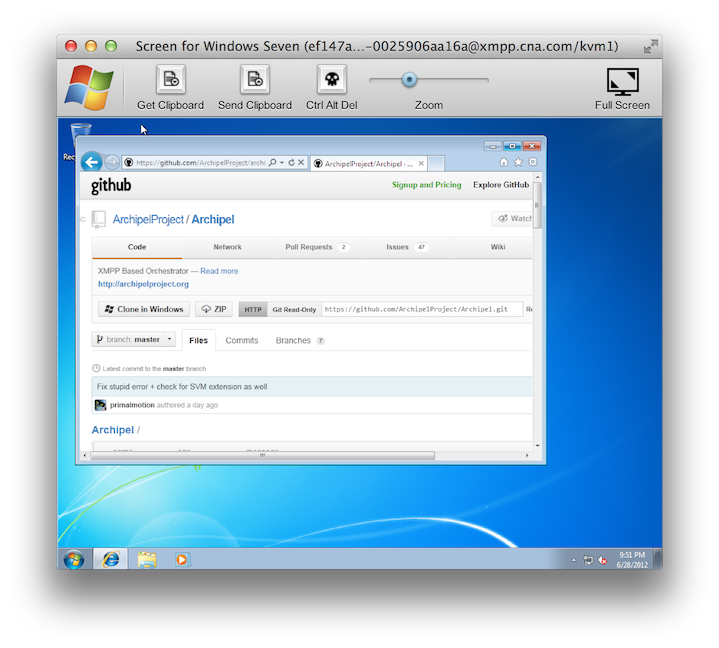 Screen for Windows Seven (ef147a...-0025906aa16a@xmpp.cna.com/kvm1)
Get Clipboard Send Clipboard Ctrl Alt Del Zoom Full Screen
https://github.com/ArchipelProject/archi
ArchipelProject/Archipel - ...
github
Signup and Pricing Explore GitHub
ArchipelProject / Archipel
Watch
Code Network Pull Requests 2 Issues 47 Wiki
XMPP Based Orchestrator — Read more
http://archipelproject.org
Clone in Windows ZIP HTTP Git Read-Only https://github.com/ArchipelProject/Archipel.git
branch: master Files Commits Branches 7
Latest commit to the master branch
Fix stupid error + check for SVM extension as well
primalmotion authored a day ago
Archipel /
9:51 PM
6/28/2012